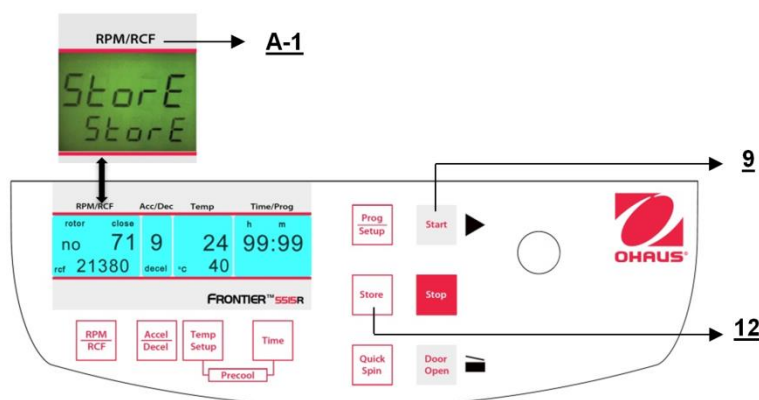 RPM/RCF
A-1
StorE
StorE
9
RPM/RCF Acc/Dec Temp Time/Prog
rotor close h m
no 71 9 24 99:99
rcf 21380 decel °C 40
FRONTIER™ 5515R
Prog
Setup
Start
OHAUS®
Store
Stop
12
RPM
RCF
Accel
Decel
Temp
Setup
Time
Precool
Quick
Spin
Door
Open